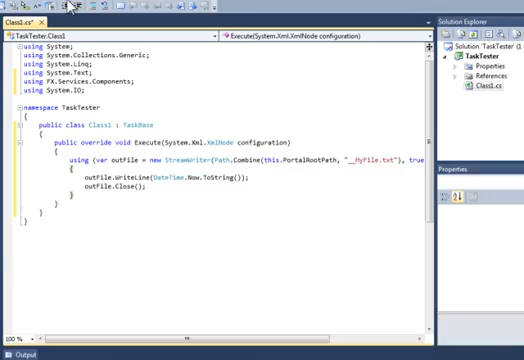 Class1.cs*
Solution Explorer
TaskTester.Class1
Execute(System.Xml.XmlNode configuration)
Solution 'TaskTester' (1
TaskTester
Properties
References
Class1.cs
using System;
using System.Collections.Generic;
using System.Linq;
using System.Text;
using FX.Services.Components;
using System.IO;
namespace TaskTester
{
public class Class1 : TaskBase
{
public override void Execute(System.Xml.XmlNode configuration)
{
using (var outFile = new StreamWriter(Path.Combine(this.PortalRootPath, "__MyFile.txt"), true
{
outFile.WriteLine(DateTime.Now.ToString());
outFile.Close();
}
}
}
}
Properties
100 %
Output